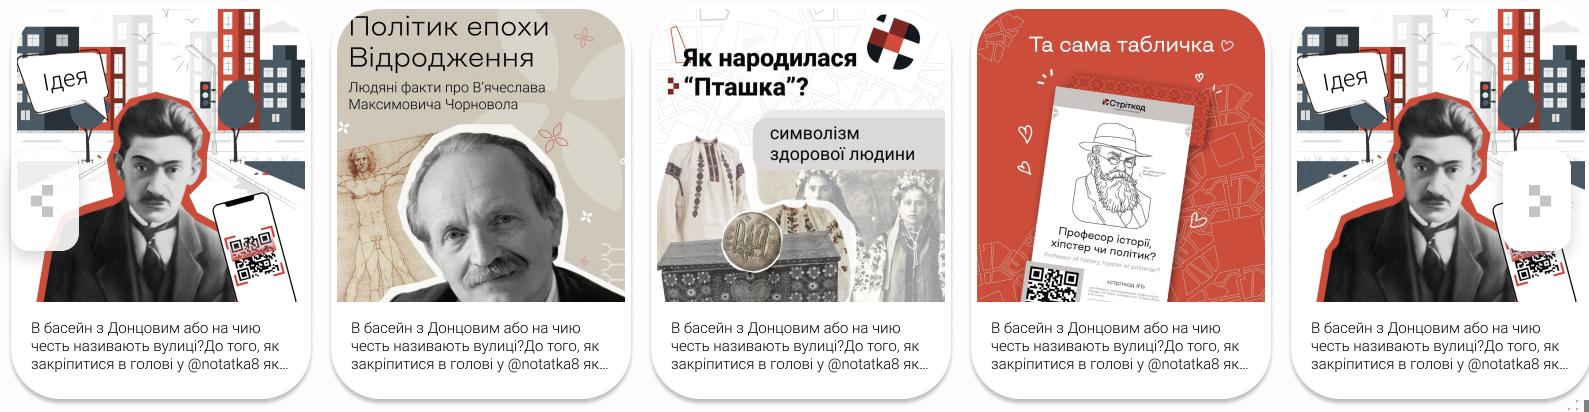 Ідея
В басейн з Донцовим або на чию
честь називають вулиці?До того, як
закріпитися в голові у @notatka8 як...
Політик епохи
Відродження
Людяні факти про В'ячеслава
Максимовича Чорновола
В басейн з Донцовим або на чию
честь називають вулиці?До того, як
закріпитися в голові у @notatka8 як...
Як народилася
“Пташка”?
символізм
здорової людини
В басейн з Донцовим або на чию
честь називають вулиці?До того, як
закріпитися в голові у @notatka8 як...
Та сама табличка
Стріткод
Професор історії,
хіпстер чи політик?
Professor of history, hipster or politician?
«стріткод #1»
В басейн з Донцовим або на чию
честь називають вулиці?До того, як
закріпитися в голові у @notatka8 як...
Ідея
В басейн з Донцовим або на чию
честь називають вулиці?До того, як
закріпитися в голові у @notatka8 як...